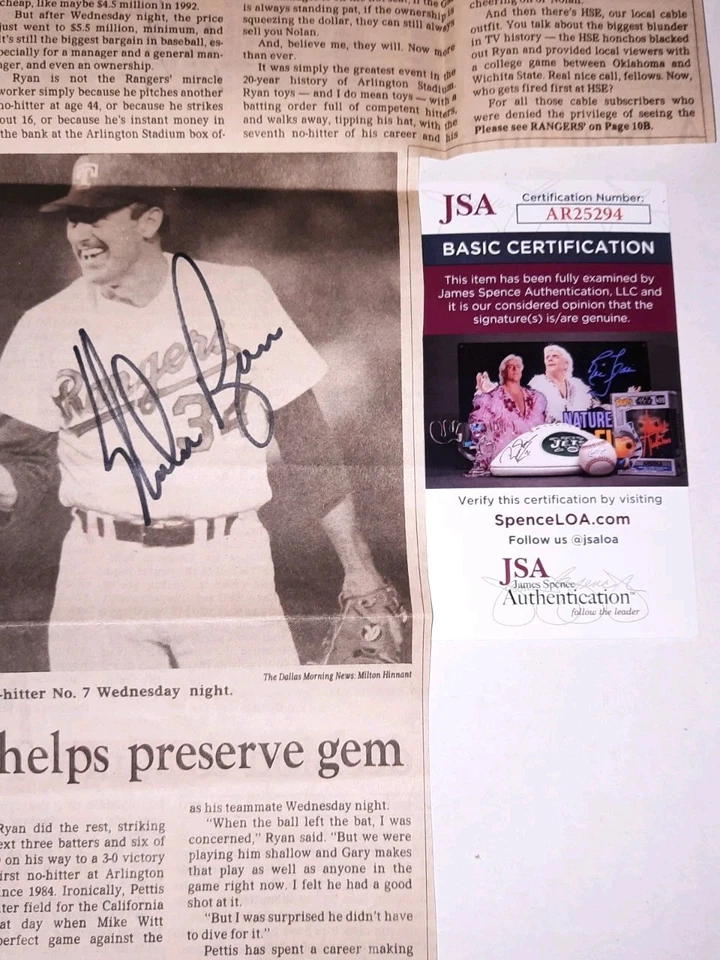 cheap, like maybe $4.5 million in 1992.
But after Wednesday night, the price
just went to $5.5 million, minimum, and
it's still the biggest bargain in baseball, es-
pecially for a manager and a general man-
ager, and even an ownership.
Ryan is not the Rangers' miracle
worker simply because he pitches another
no-hitter at age 44, or because he strikes
out 16, or because he's instant money in
the bank at the Arlington Stadium box of-
is always standing pat, if the ownership is
squeezing the dollar, they can still always
sell you Nolan.
And, believe me, they will. Now more
than ever.
It was simply the greatest event in the
20-year history of Arlington Stadium.
Ryan toys — and I do mean toys — with a
batting order full of competent hitters,
and walks away, tipping his hat, with the
seventh no-hitter of his career and his
cheering on of Nolan.
And then there's HSE, our local cable
outfit. You talk about the biggest blunder
in TV history — the HSE honchos blacked
out Ryan and provided local viewers with
a college game between Oklahoma and
Wichita State. Real nice call, fellows. Now,
who gets fired first at HSE?
For all those cable subscribers who
were denied the privilege of seeing the
Please see RANGERS' on Page 10B.
T
Rangers
34
Nolan Ryan
The Dallas Morning News: Milton Hinnant
-hitter No. 7 Wednesday night.
helps preserve gem
Ryan did the rest, striking
ext three batters and six of
on his way to a 3-0 victory
irst no-hitter at Arlington
ince 1984. Ironically, Pettis
ter field for the California
at day when Mike Witt
perfect game against the
as his teammate Wednesday night.
"When the ball left the bat, I was
concerned," Ryan said. "But we were
playing him shallow and Gary makes
that play as well as anyone in the
game right now. I felt he had a good
shot at it.
"But I was surprised he didn't have
to dive for it."
Pettis has spent a career making
JSA
Certification Number:
AR25294
BASIC CERTIFICATION
This item has been fully examined by
James Spence Authentication, LLC and
it is our considered opinion that the
signature(s) is/are genuine.
NATURE
JETS
STAR WARS
Verify this certification by visiting
SpenceLOA.com
Follow us @jsaloa
JSA
James Spence
Authentication™
follow the leader